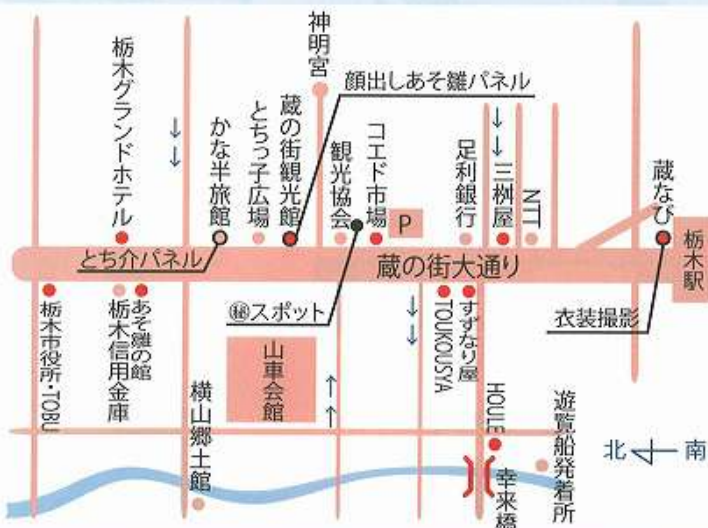 神明宮
栃木グランドホテル
顔出しあそ雛パネル
かな半旅館
とちっ子広場
蔵の街観光館
観光協会
コエド市場
P
足利銀行
三桝屋
NTT
蔵なび
栃木駅
とち介パネル
蔵の街大通り
㊙スポット
衣装撮影
栃木市役所・TOBU
栃木信用金庫
あそ雛の館
山車会館
TOUKOUSYA
すずなり屋
横山郷土館
HOULE
幸来橋
遊覧船発着所
北
南